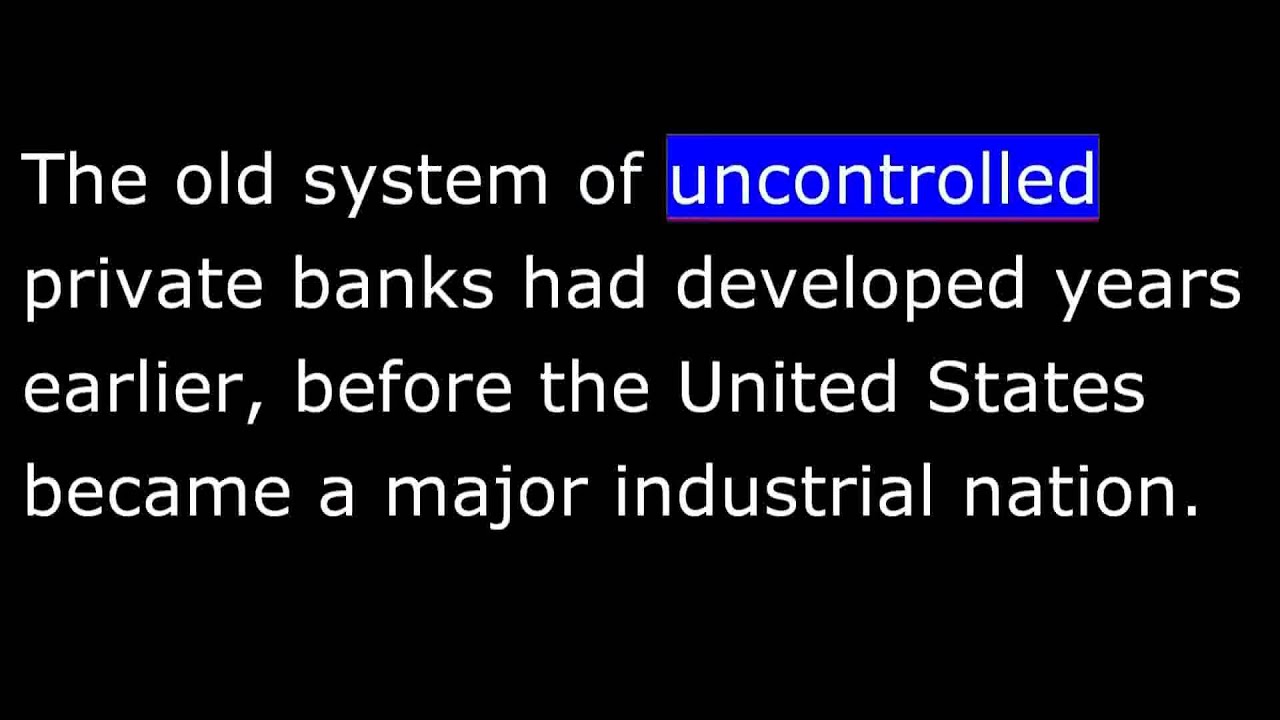 The old system of uncontrolled
private banks had developed years
earlier, before the United States
became a major industrial nation.